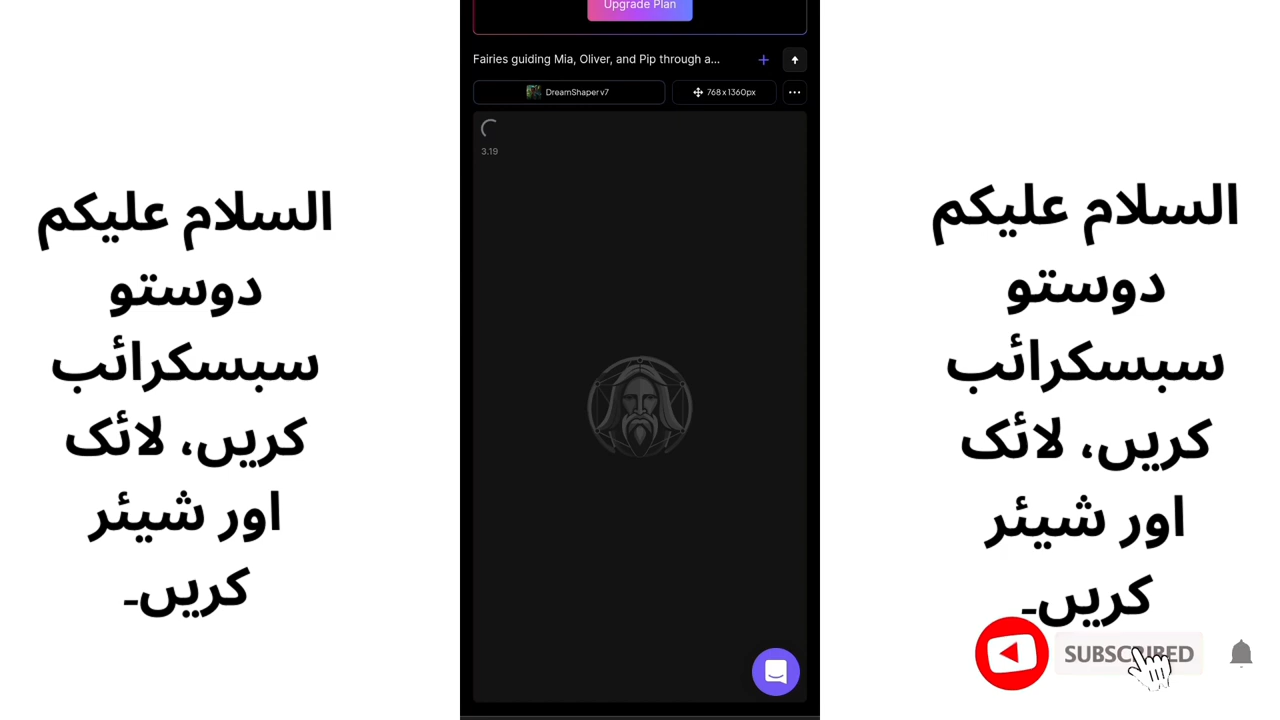 السلام علیکم
دوستو
سبسکرائب
کریں، لائک
اور شیئر
کریں۔
Upgrade Plan
Fairies guiding Mia, Oliver, and Pip through a...
DreamShaper v7
768 x 1360px
3.19
السلام علیکم
دوستو
سبسکرائب
کریں، لائک
اور شیئر
کریں۔
SUBSCRIBED